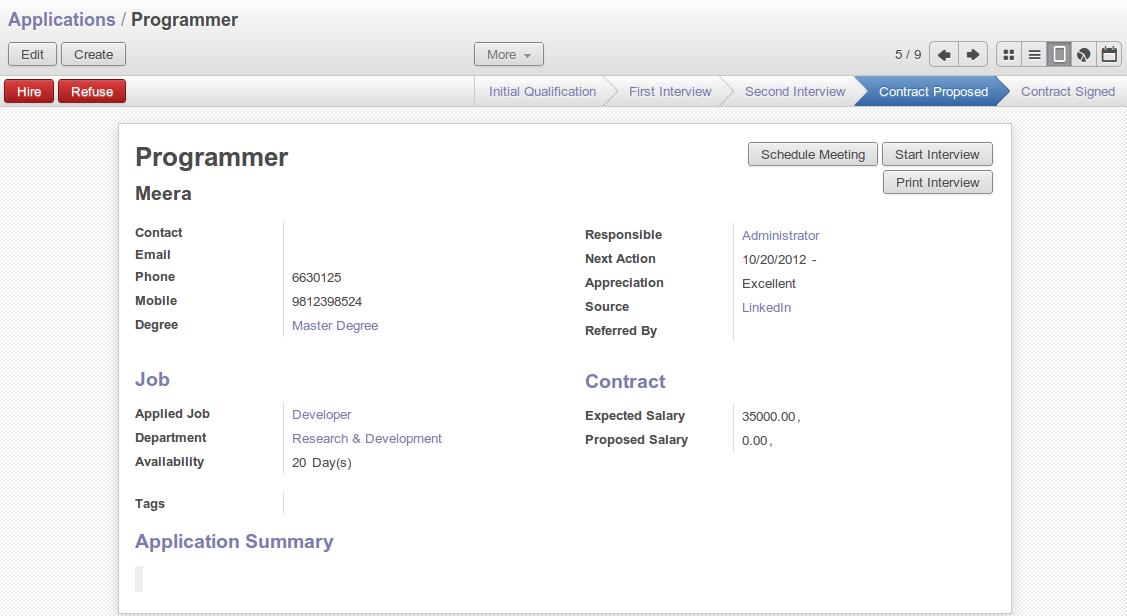 Applications / Programmer
Edit Create More 5 / 9
Hire Refuse Initial Qualification First Interview Second Interview Contract Proposed Contract Signed
Programmer
Schedule Meeting Start Interview
Print Interview
Meera
Contact
Email
Phone 6630125
Mobile 9812398524
Degree Master Degree
Responsible Administrator
Next Action 10/20/2012 -
Appreciation Excellent
Source LinkedIn
Referred By
Job
Applied Job Developer
Department Research & Development
Availability 20 Day(s)
Contract
Expected Salary 35000.00 ,
Proposed Salary 0.00 ,
Tags
Application Summary